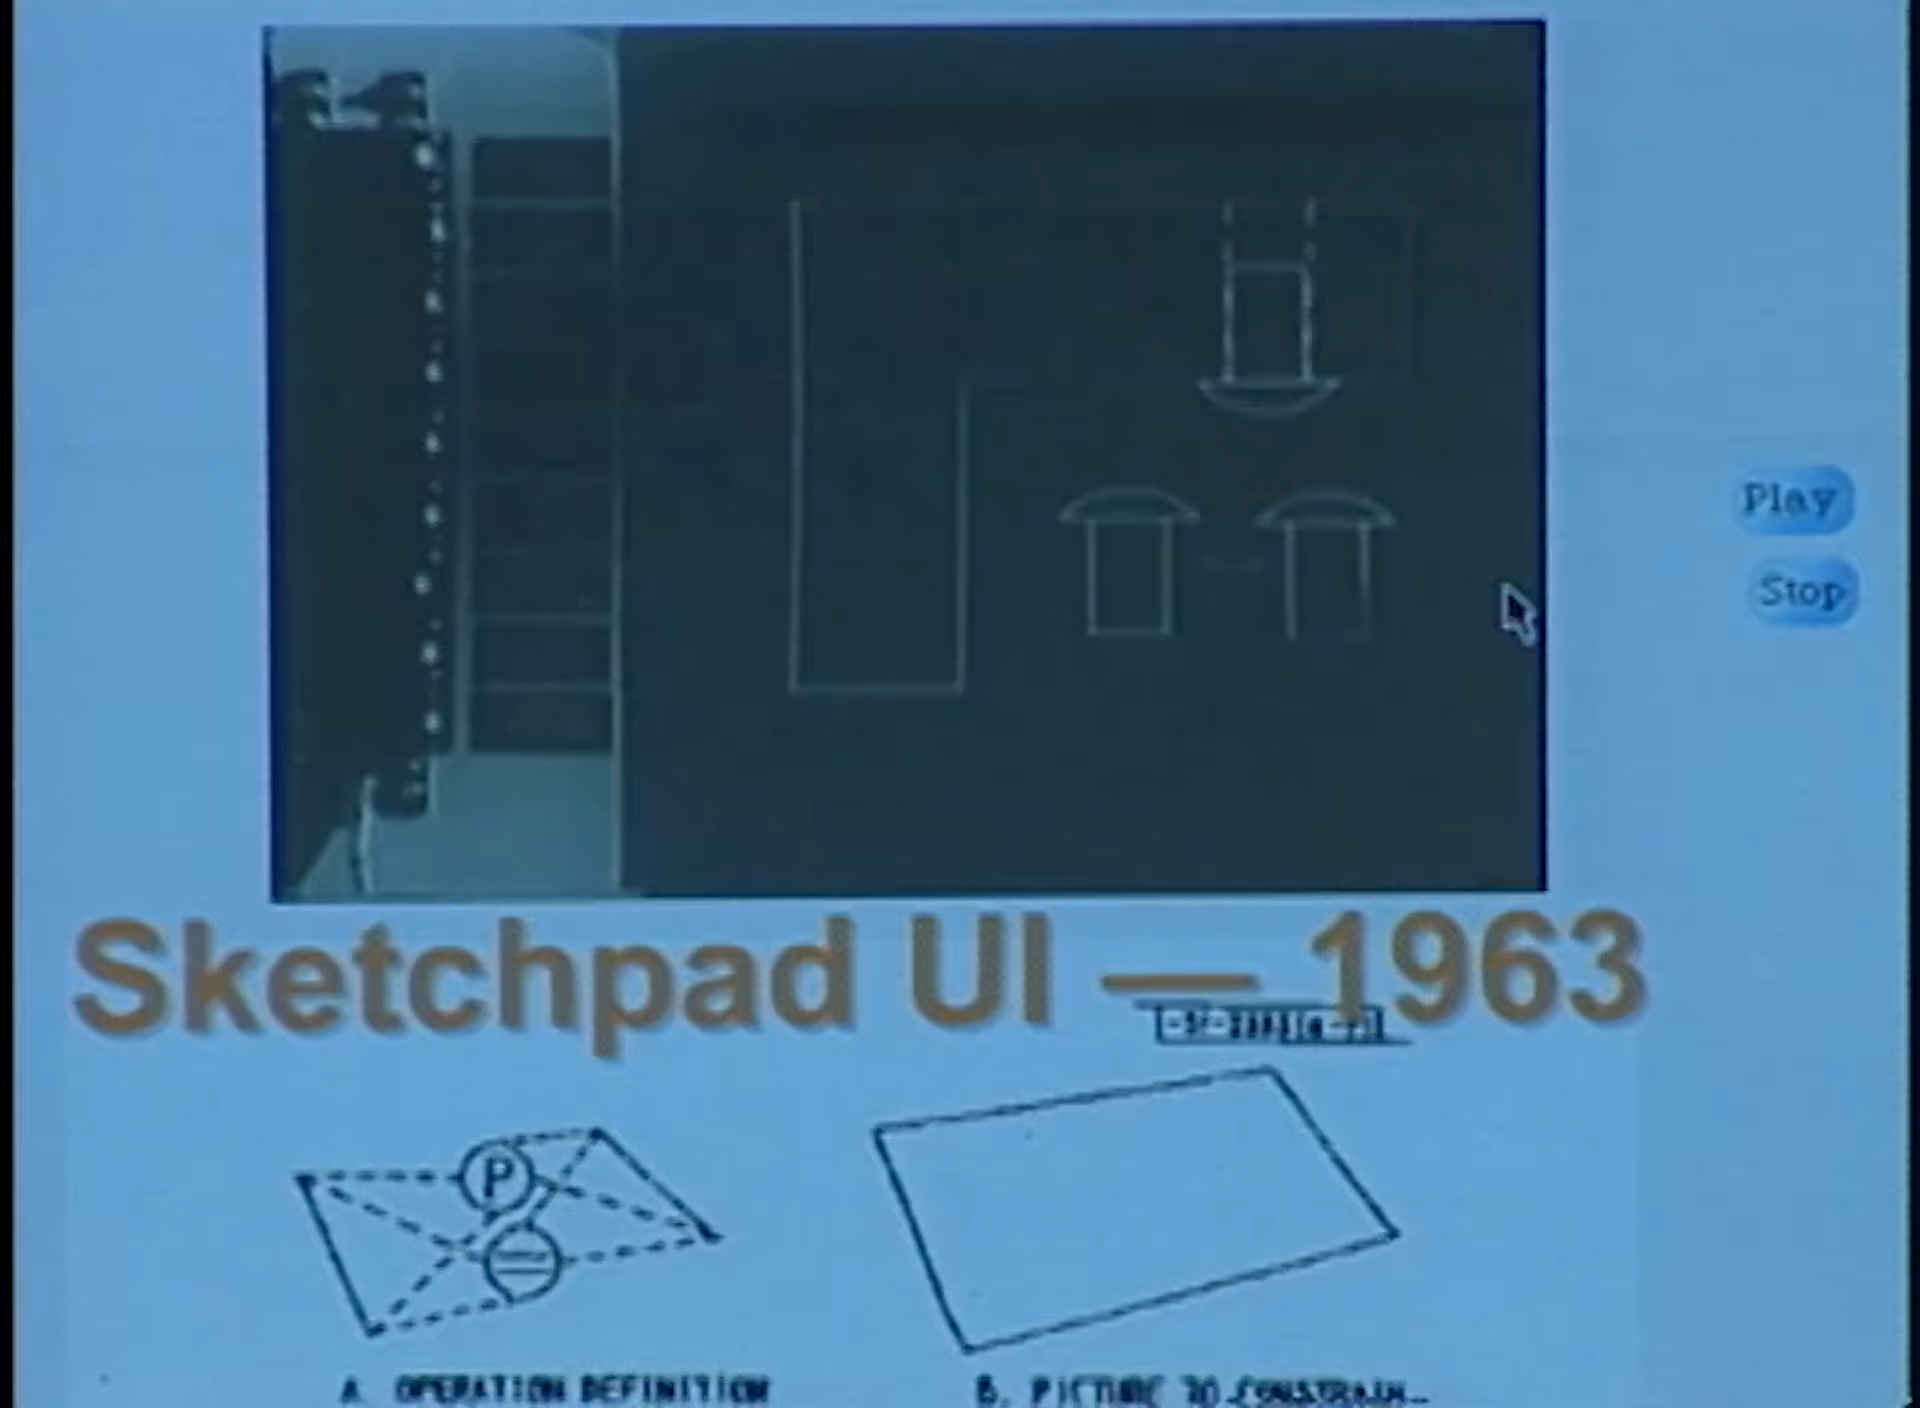 Play
Stop
Sketchpad UI — 1963
P
A. OPERATION DEFINITION
B. PICTURE TO CONSTRAIN